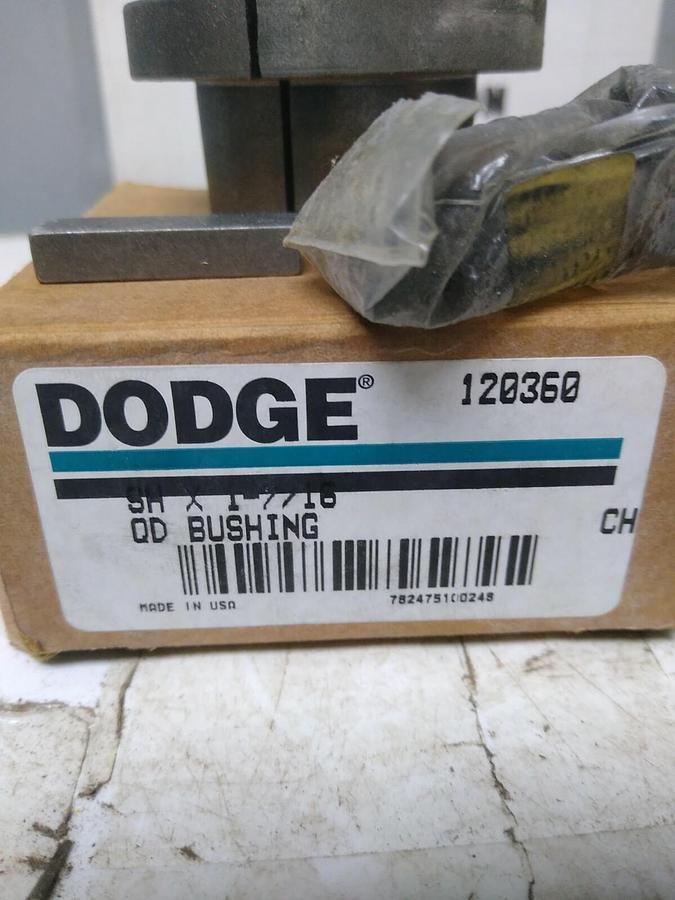 DODGE® 120360
SH X 1-7/16
QD BUSHING
CH
MADE IN USA 782475100248